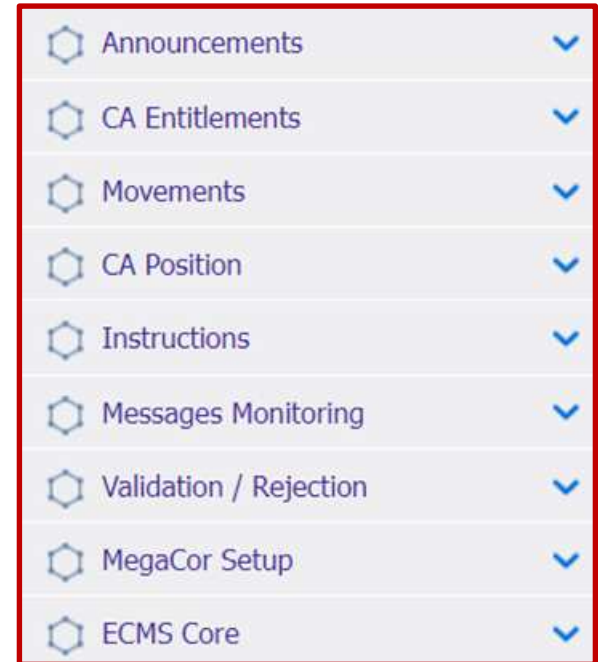 Announcements
CA Entitlements
Movements
CA Position
Instructions
Messages Monitoring
Validation / Rejection
MegaCor Setup
ECMS Core